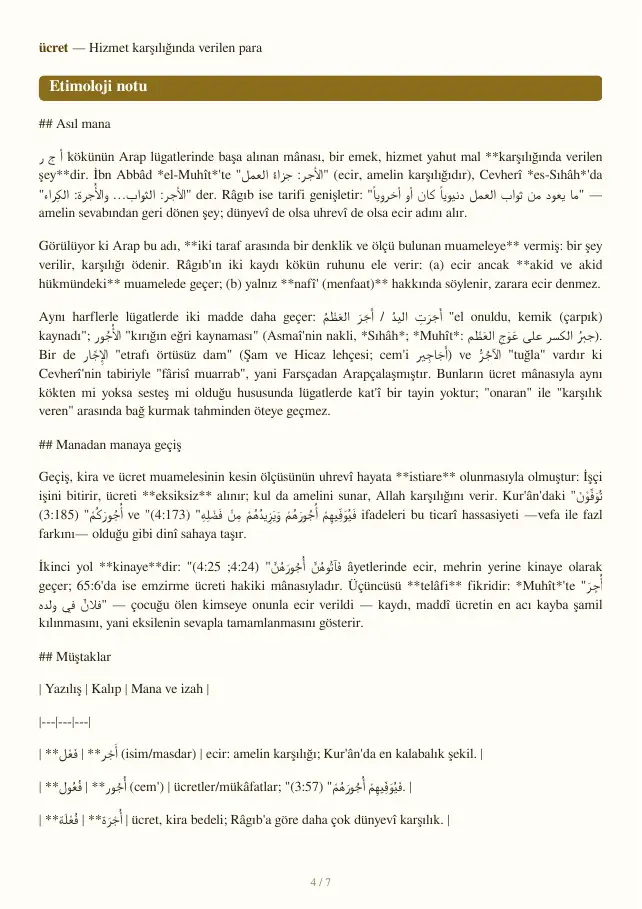 ücret — Hizmet karşılığında verilen para
Etimoloji notu
## Asıl mana
أ ج ر kökünün Arap lügatlerinde başa alınan mânası, bir emek, hizmet yahut mal **karşılığında verilen
şey**dir. İbn Abbâd *el-Muhît*'te "الأجر: جزاءُ العمل" (ecir, amelin karşılığıdır), Cevherî *es-Sıhâh*'da
"الأجر: الثواب… والأُجرة: الكِراء" der. Râgıb ise tarifi genişletir: "ما يعود من ثواب العمل دنيوياً كان أو أخروياً" —
amelin sevabından geri dönen şey; dünyevî de olsa uhrevî de olsa ecir adını alır.
Görülüyor ki Arap bu adı, **iki taraf arasında bir denklik ve ölçü bulunan muameleye** vermiş: bir şey
verilir, karşılığı ödenir. Râgıb'ın iki kaydı kökün ruhunu ele verir: (a) ecir ancak **akid ve akid
hükmündeki** muamelede geçer; (b) yalnız **nafî' (menfaat)** hakkında söylenir, zarara ecir denmez.
Aynı harflerle lügatlerde iki madde daha geçer: أَجَرَتِ اليدُ / أَجَرَ العَظْمُ "el onuldu, kemik (çarpık)
kaynadı"; الأُجُور "kırığın eğri kaynaması" (Asmaî'nin nakli, *Sıhâh*; *Muhît*: جبرُ الكسر على عَوَج العَظْم).
Bir de الإِجّار "etrafı örtüsüz dam" (Şam ve Hicaz lehçesi; cem'i أَجَاجِير) ve الآجُرّ "tuğla" vardır ki
Cevherî'nin tabiriyle "fârisî muarrab", yani Farsçadan Arapçalaşmıştır. Bunların ücret mânasıyla aynı
kökten mi yoksa sesteş mi olduğu hususunda lügatlerde kat'î bir tayin yoktur; "onaran" ile "karşılık
veren" arasında bağ kurmak tahminden öteye geçmez.
## Manadan manaya geçiş
Geçiş, kira ve ücret muamelesinin kesin ölçüsünün uhrevî hayata **istiare** olunmasıyla olmuştur: İşçi
işini bitirir, ücreti **eksiksiz** alınır; kul da amelini sunar, Allah karşılığını verir. Kur'ân'daki "تُوَفَّوْنَ
أُجُورَكُمْ" (3:185) ve "فَيُوَفِّيهِمْ أُجُورَهُمْ وَيَزِيدُهُمْ مِنْ فَضْلِهِ" (4:173) ifadeleri bu ticarî hassasiyeti —vefa ile fazl
farkını— olduğu gibi dinî sahaya taşır.
İkinci yol **kinaye**dir: "فَآتُوهُنَّ أُجُورَهُنَّ" (4:24; 4:25) âyetlerinde ecir, mehrin yerine kinaye olarak
geçer; 65:6'da ise emzirme ücreti hakiki mânasıyladır. Üçüncüsü **telâfi** fikridir: *Muhît*'te "أُجِرَ
فلانٌ في ولده" — çocuğu ölen kimseye onunla ecir verildi — kaydı, maddî ücretin en acı kayba şamil
kılınmasını, yani eksilenin sevapla tamamlanmasını gösterir.
## Müştaklar
| Yazılış | Kalıp | Mana ve izah |
|---|---|---|
| **أَجْر** | فَعْل (isim/masdar) | ecir: amelin karşılığı; Kur'ân'da en kalabalık şekil. |
| **أُجُور** | فُعُول (cem') | ücretler/mükâfatlar; "فَيُوَفِّيهِمْ أُجُورَهُمْ" (3:57). |
| **أُجْرَة** | فُعْلَة | ücret, kira bedeli; Râgıb'a göre daha çok dünyevî karşılık. |
4 / 7